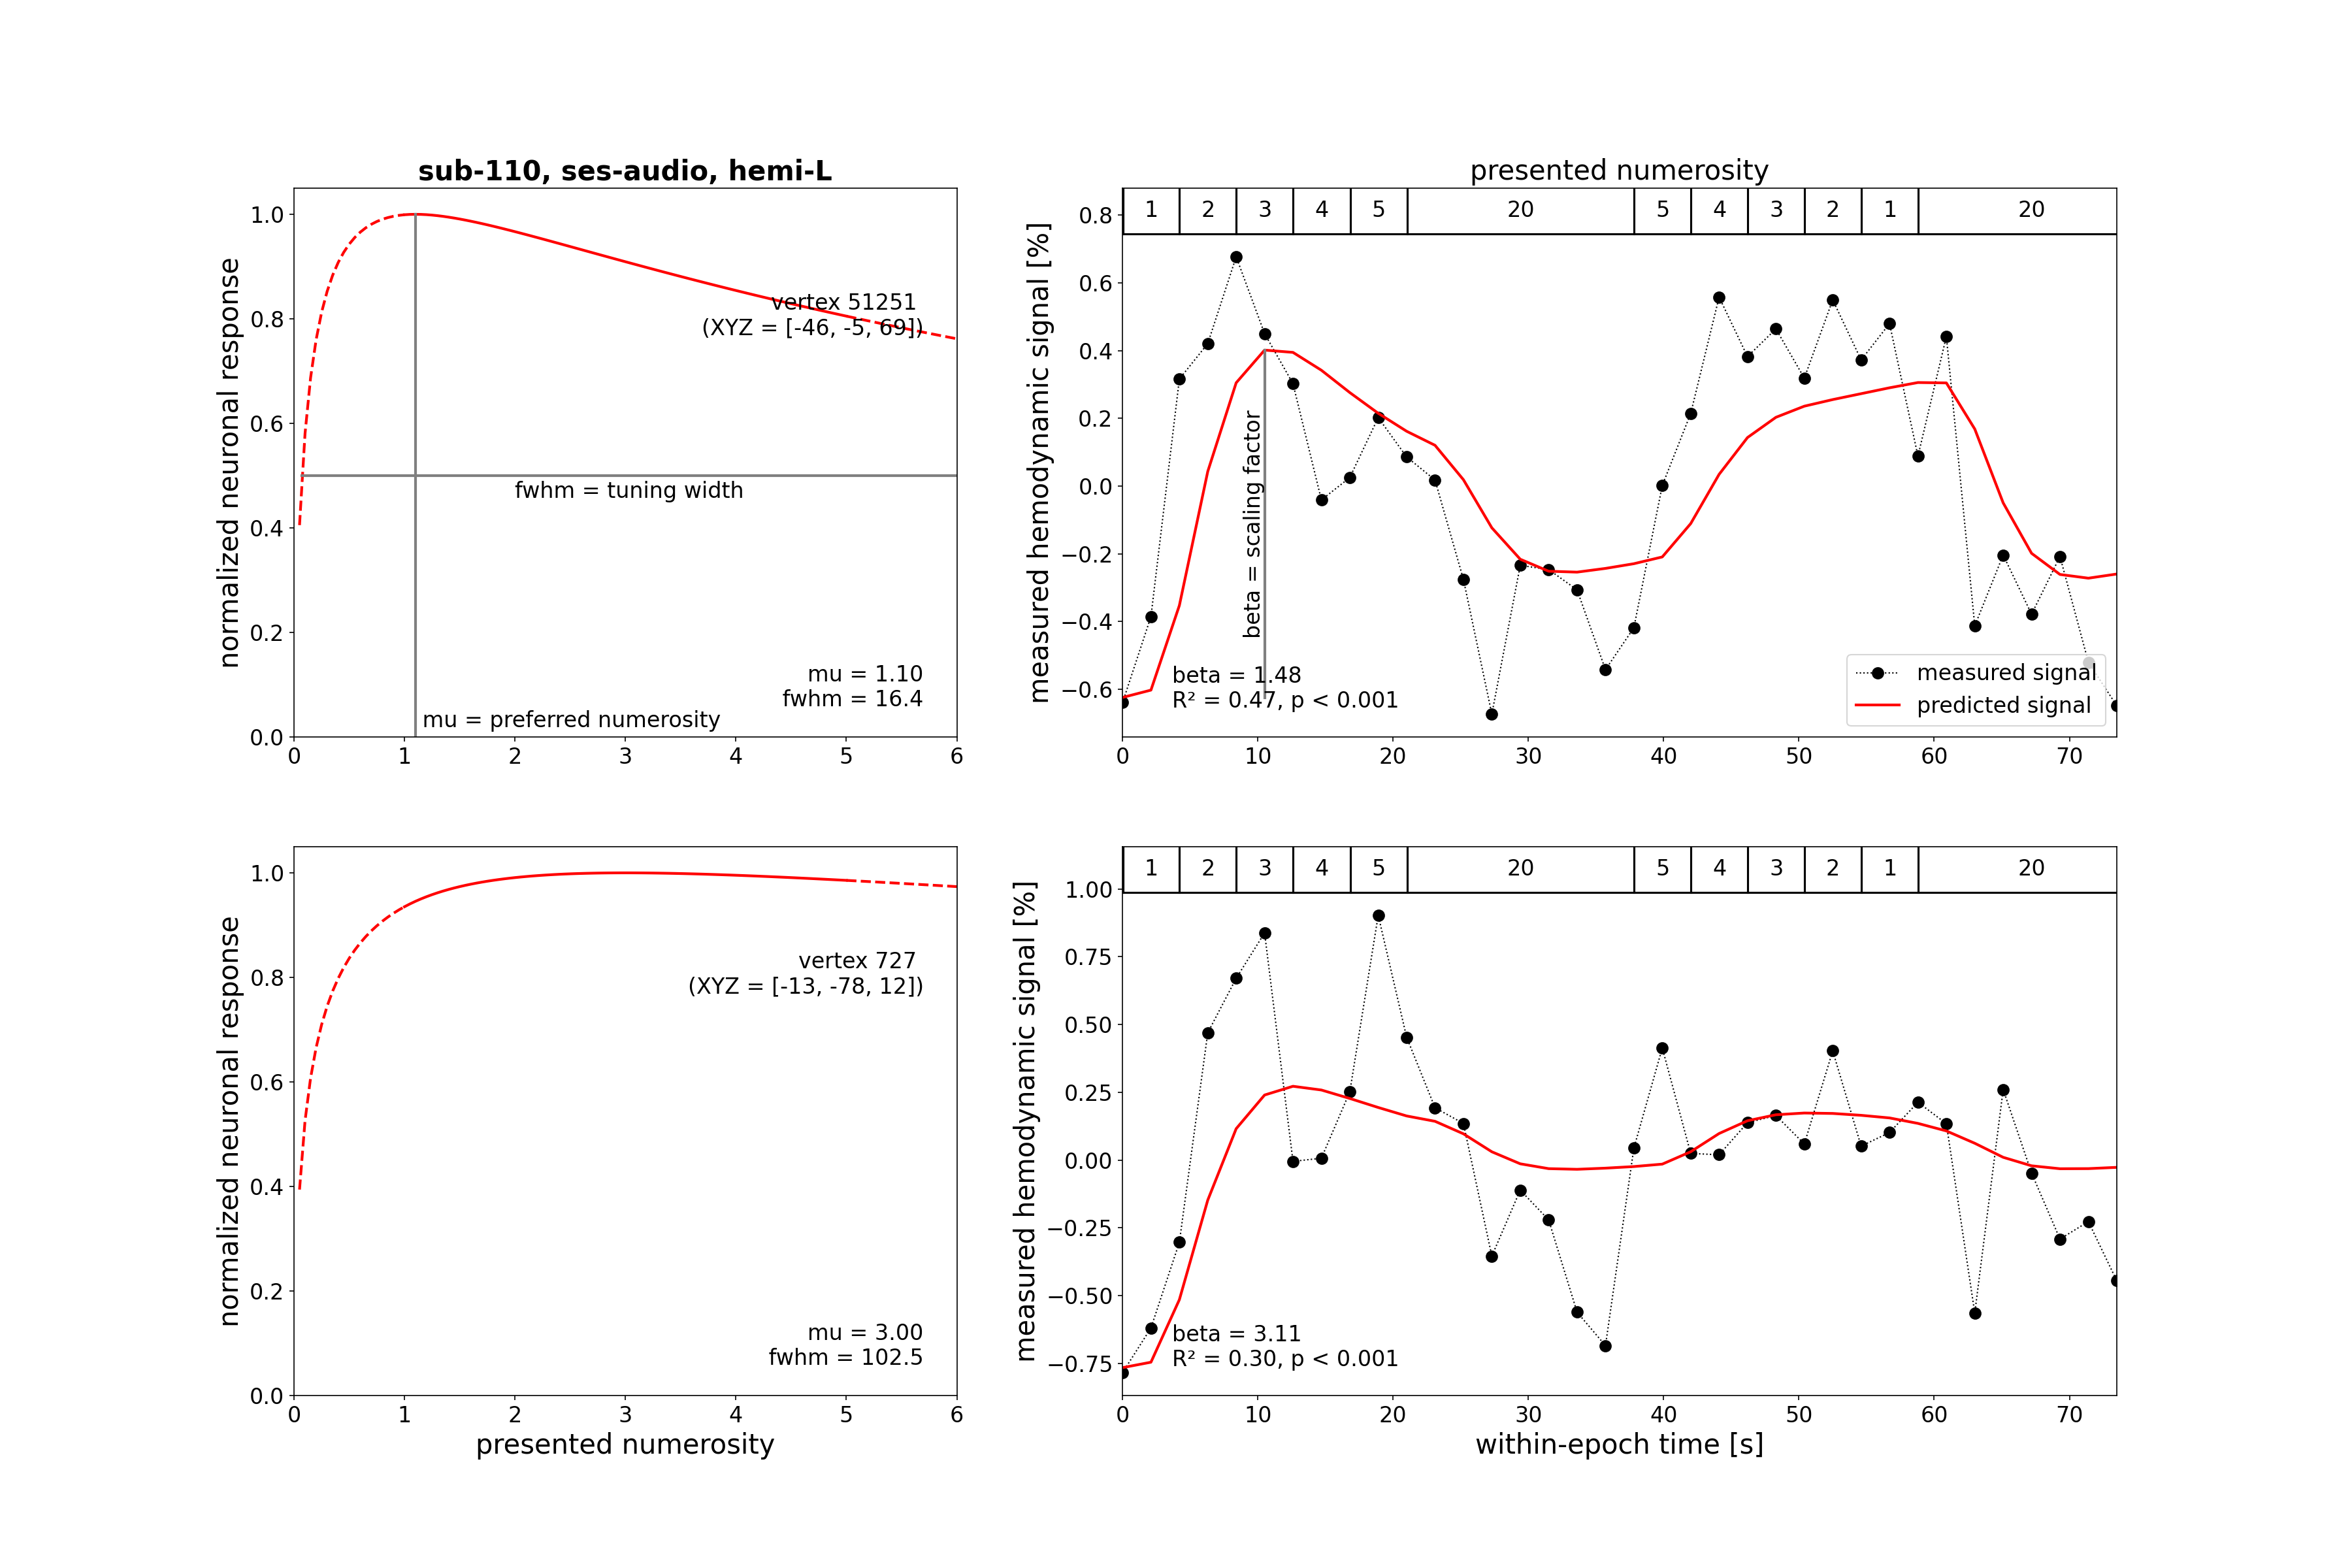 sub-110, ses-audio, hemi-L
normalized neuronal response
1.0
0.8
0.6
0.4
0.2
0.0
0 1 2 3 4 5 6
vertex 51251
(XYZ = [-46, -5, 69])
fwhm = tuning width
mu = 1.10
fwhm = 16.4
mu = preferred numerosity
presented numerosity
1 2 3 4 5 20 5 4 3 2 1 20
measured hemodynamic signal [%]
0.8
0.6
0.4
0.2
0.0
−0.2
−0.4
−0.6
0 10 20 30 40 50 60 70
beta = scaling factor
beta = 1.48
R² = 0.47, p < 0.001
measured signal
predicted signal
normalized neuronal response
1.0
0.8
0.6
0.4
0.2
0.0
0 1 2 3 4 5 6
presented numerosity
vertex 727
(XYZ = [-13, -78, 12])
mu = 3.00
fwhm = 102.5
1 2 3 4 5 20 5 4 3 2 1 20
measured hemodynamic signal [%]
1.00
0.75
0.50
0.25
0.00
−0.25
−0.50
−0.75
0 10 20 30 40 50 60 70
within-epoch time [s]
beta = 3.11
R² = 0.30, p < 0.001